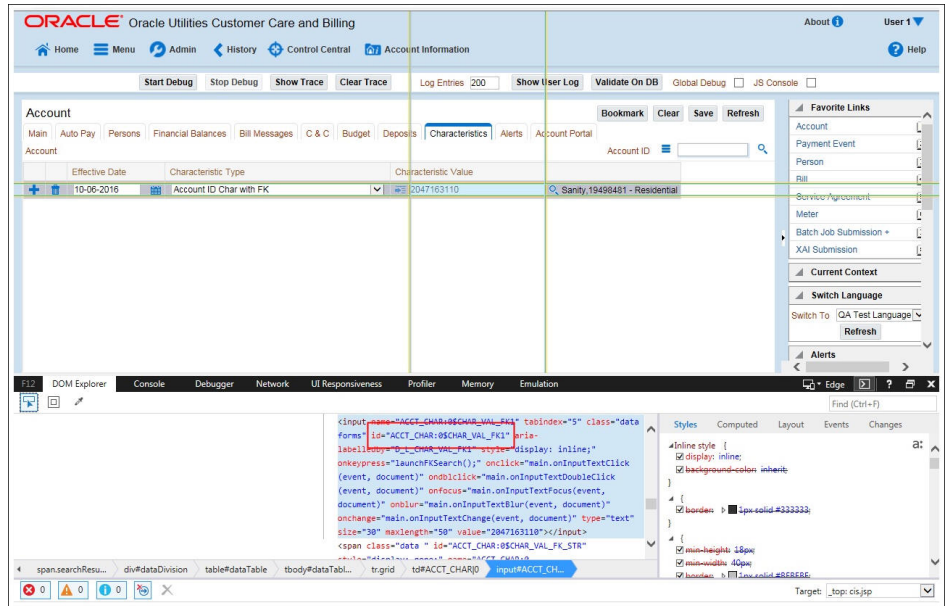 ORACLE® Oracle Utilities Customer Care and Billing
About User 1
Home Menu Admin History Control Central Account Information Help
Start Debug Stop Debug Show Trace Clear Trace Log Entries 200 Show User Log Validate On DB Global Debug JS Console
Account
Bookmark Clear Save Refresh
Main Auto Pay Persons Financial Balances Bill Messages C & C Budget Deposits Characteristics Alerts Account Portal
Account
Account ID
Effective Date Characteristic Type Characteristic Value
10-06-2016 Account ID Char with FK 2047163110 Sanity,19498481 - Residential
Favorite Links
Account
Payment Event
Person
Bill
Service Agreement
Meter
Batch Job Submission +
XAI Submission
Current Context
Switch Language
Switch To QA Test Language
Refresh
Alerts
F12 DOM Explorer Console Debugger Network UI Responsiveness Profiler Memory Emulation Edge ? X
Find (Ctrl+F)
<input name="ACCT_CHAR:0$CHAR_VAL_FK1" tabindex="5" class="data
forms" id="ACCT_CHAR:0$CHAR_VAL_FK1" aria-
labelledby="D_L_CHAR_VAL_FK1" style="display: inline;"
onkeypress="launchFKSearch();" onclick="main.onInputTextClick
(event, document)" ondblclick="main.onInputTextDoubleClick
(event, document)" onfocus="main.onInputTextFocus(event,
document)" onblur="main.onInputTextBlur(event, document)"
onchange="main.onInputTextChange(event, document)" type="text"
size="30" maxlength="50" value="2047163110"></input>
<span class="data " id="ACCT_CHAR:0$CHAR_VAL_FK_STR"
Styles Computed Layout Events Changes
Inline style { a:
display: inline;
background-color: inherit;
}
{
border: 1px solid #333333;
}
{
min-height: 18px;
min-width: 40px;
border: 1px solid #BEBEBE;
span.searchResu... div#dataDivision table#dataTable tbody#dataTabl... tr.grid td#ACCT_CHAR|0 input#ACCT_CH...
0 0 0
Target: _top: cis.jsp